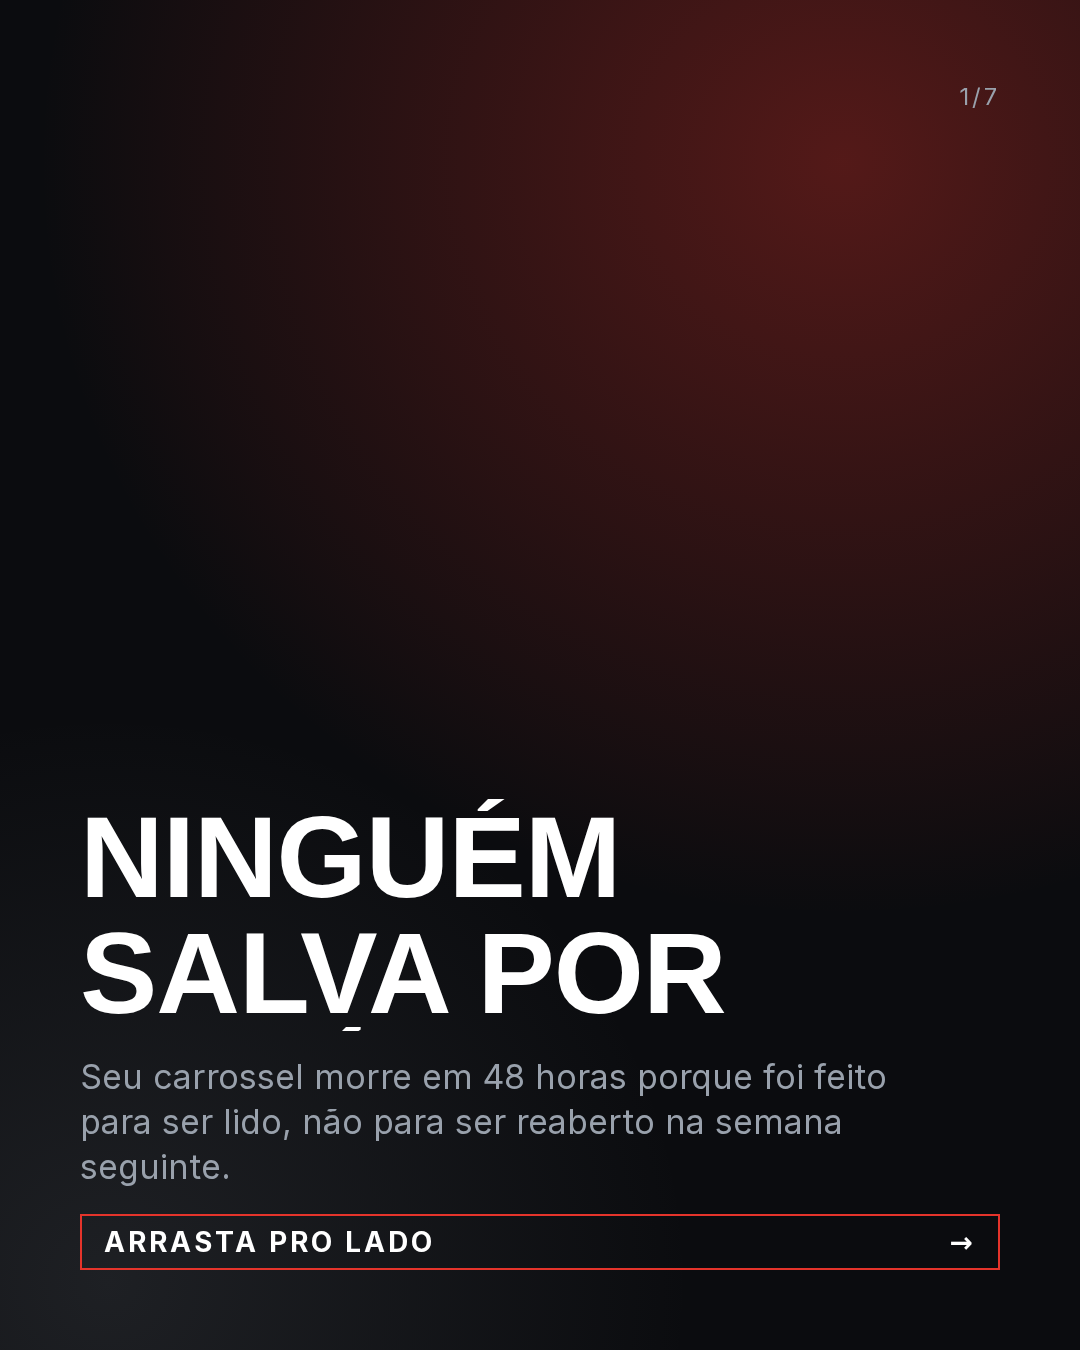 1/7
NINGUÉM
SALVA POR
Seu carrossel morre em 48 horas porque foi feito
para ser lido, não para ser reaberto na semana
seguinte.
ARRASTA PRO LADO →